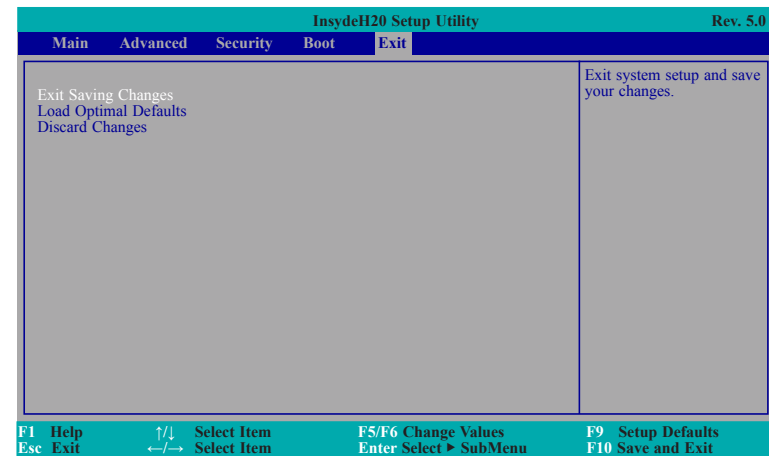 InsydeH20 Setup Utility Rev. 5.0
Main Advanced Security Boot Exit
Exit Saving Changes
Load Optimal Defaults
Discard Changes
Exit system setup and save
your changes.
F1 Help ↑/↓ Select Item F5/F6 Change Values F9 Setup Defaults
Esc Exit ←/→ Select Item Enter Select ▶ SubMenu F10 Save and Exit